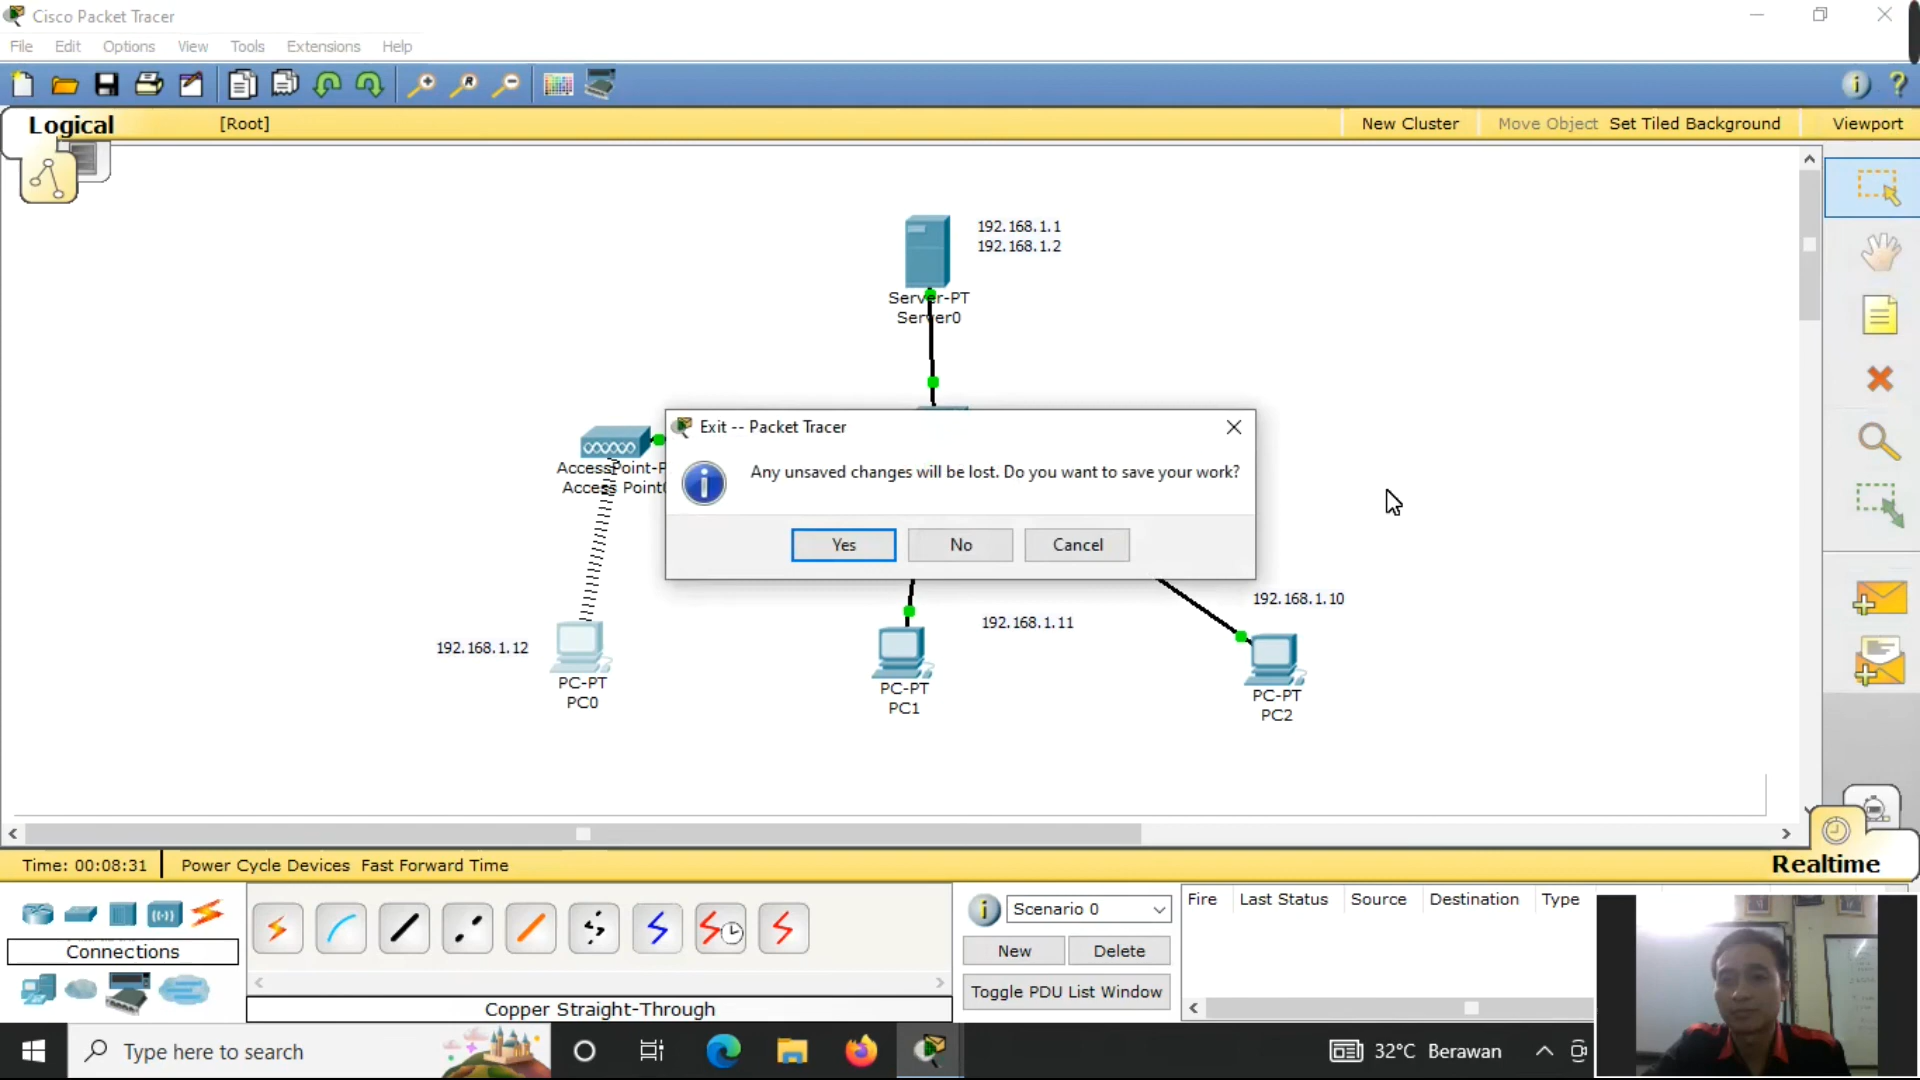 Cisco Packet Tracer
File Edit Options View Tools Extensions Help
Logical [Root] New Cluster Move Object Set Tiled Background Viewport
192.168.1.1
192.168.1.2
Server-PT
Server0
Exit -- Packet Tracer
Any unsaved changes will be lost. Do you want to save your work?
Yes No Cancel
AccessPoint-P
Access Point
192.168.1.10
192.168.1.11
192.168.1.12
PC-PT
PC0
PC-PT
PC1
PC-PT
PC2
Time: 00:08:31 Power Cycle Devices Fast Forward Time Realtime
Connections
Copper Straight-Through
Scenario 0
New Delete
Toggle PDU List Window
Fire Last Status Source Destination Type
Type here to search
32°C Berawan